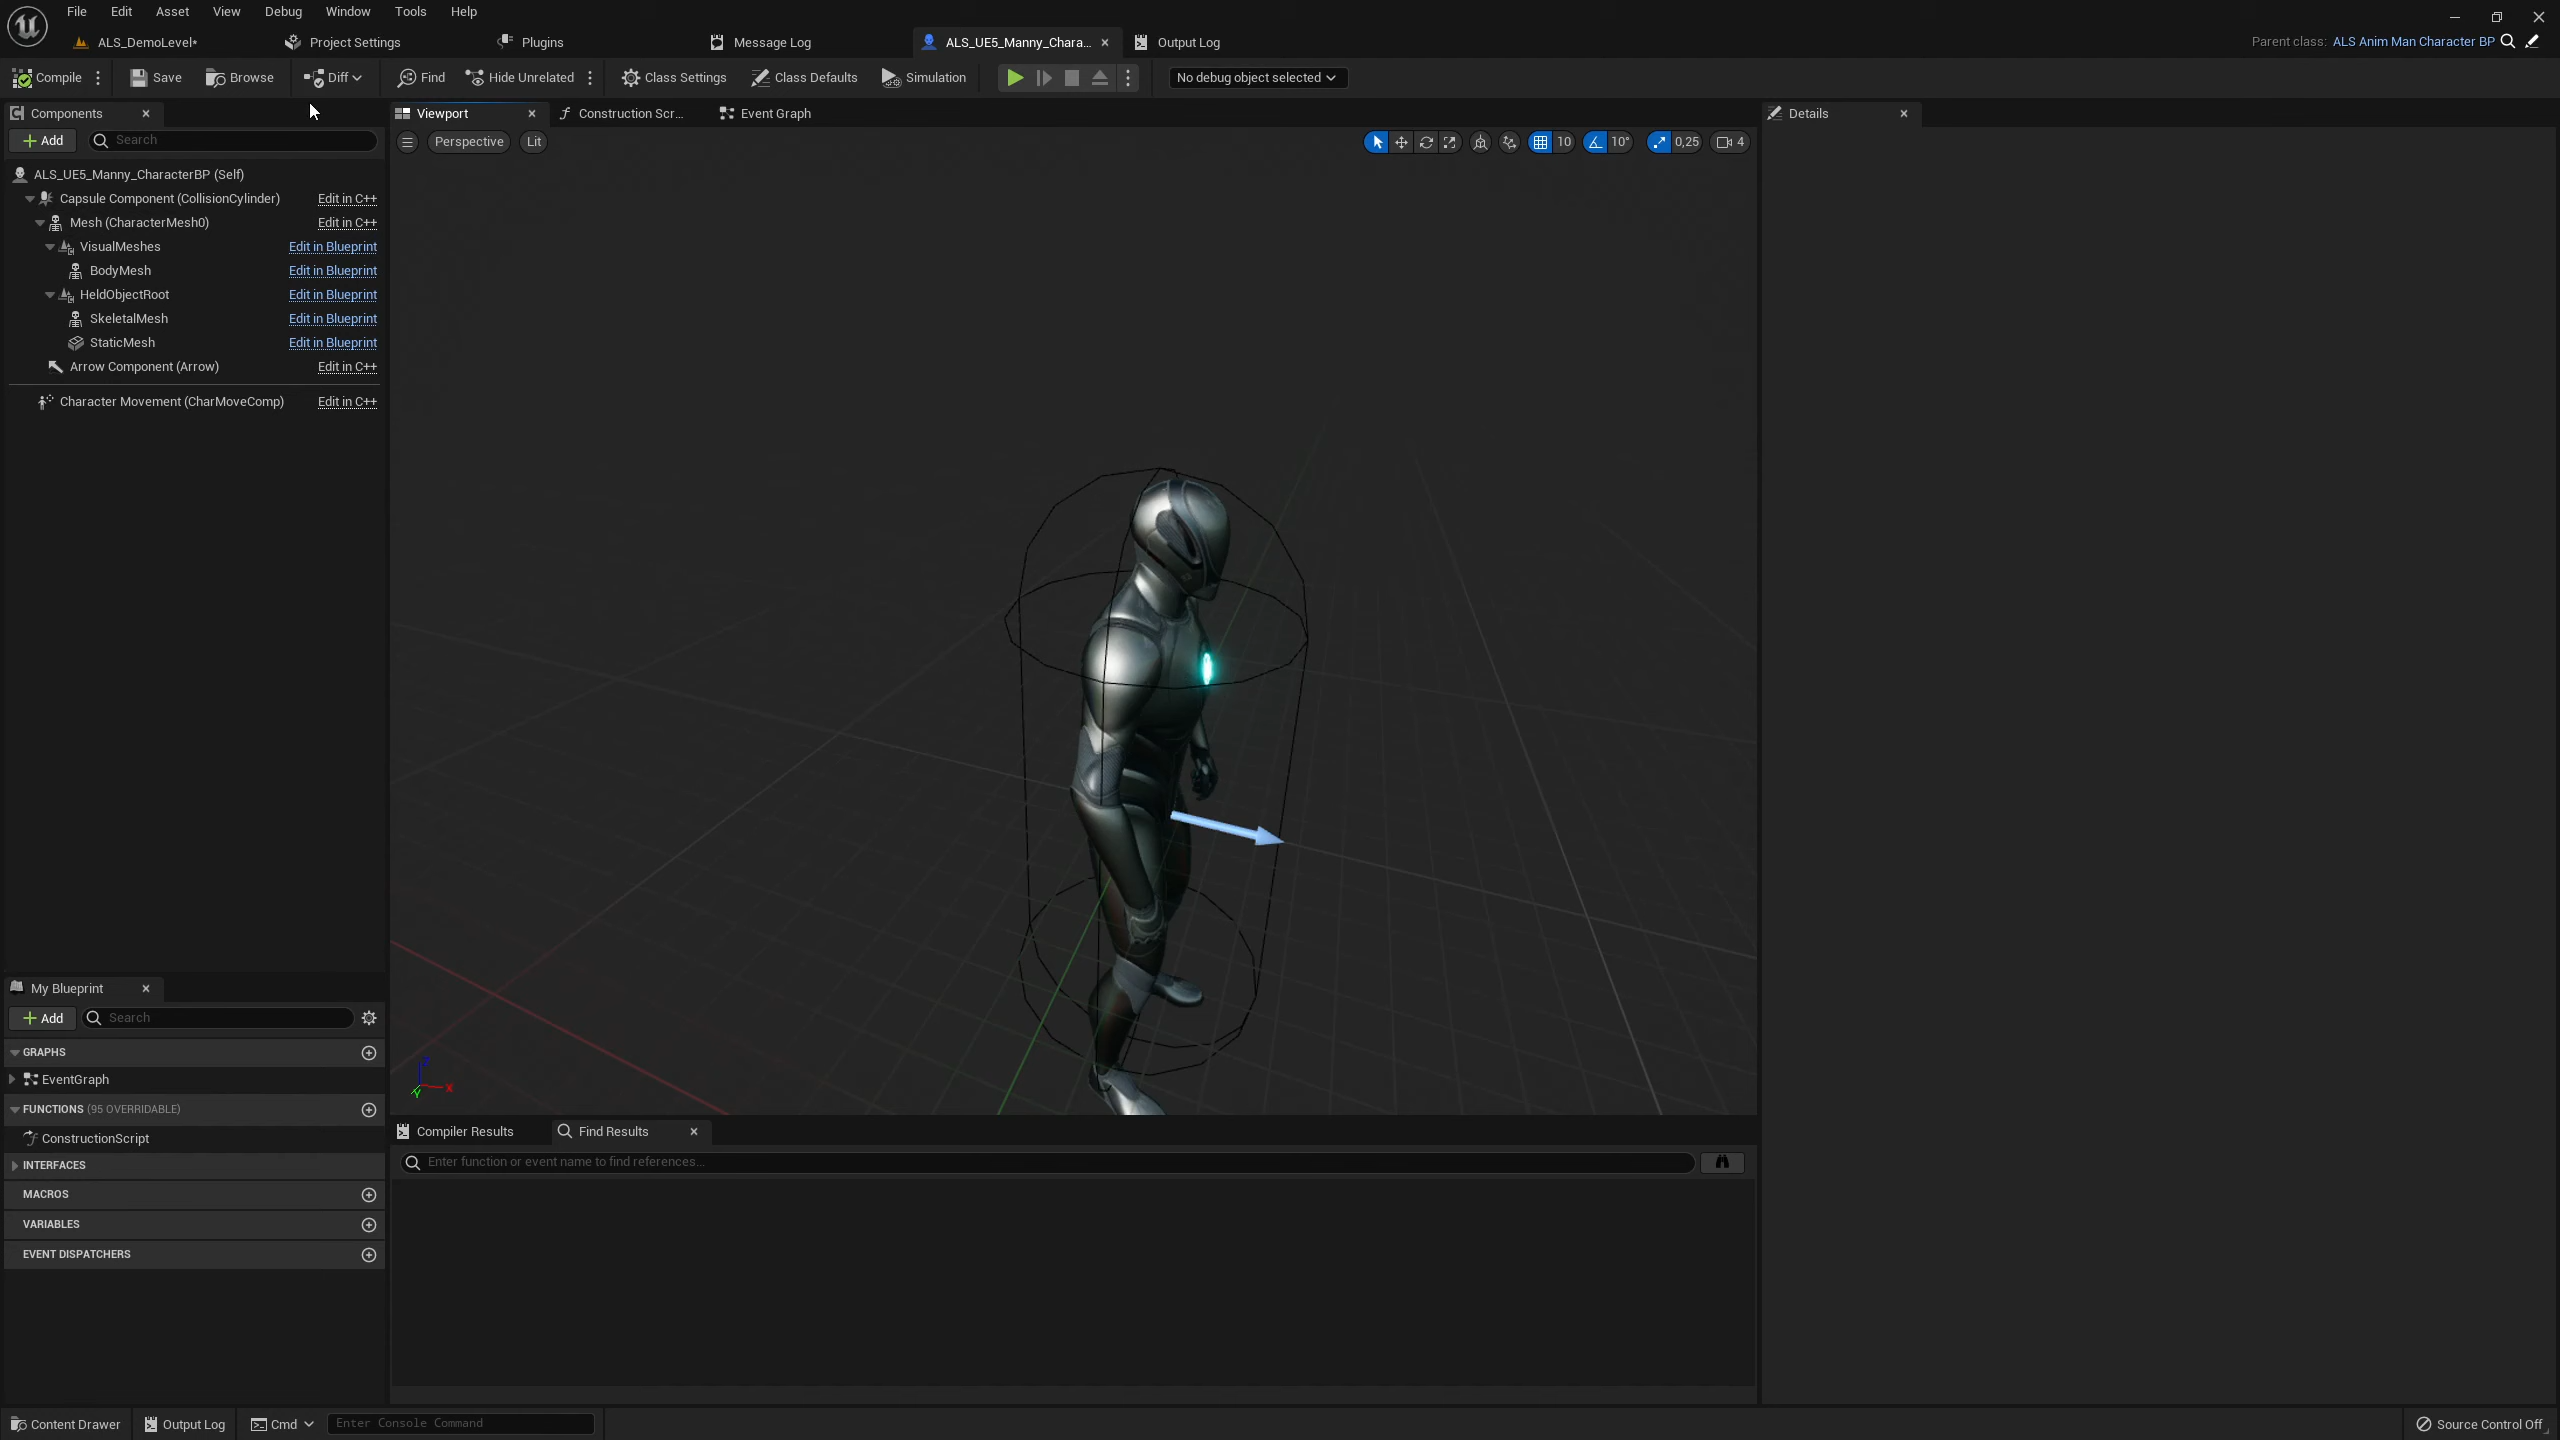 File Edit Asset View Debug Window Tools Help
ALS_DemoLevel* Project Settings Plugins Message Log ALS_UE5_Manny_Chara... Output Log Parent class: ALS Anim Man Character BP
Compile Save Browse Diff Find Hide Unrelated Class Settings Class Defaults Simulation No debug object selected
Components
Add Search
ALS_UE5_Manny_CharacterBP (Self)
Capsule Component (CollisionCylinder) Edit in C++
Mesh (CharacterMesh0) Edit in C++
VisualMeshes Edit in Blueprint
BodyMesh Edit in Blueprint
HeldObjectRoot Edit in Blueprint
SkeletalMesh Edit in Blueprint
StaticMesh Edit in Blueprint
Arrow Component (Arrow) Edit in C++
Character Movement (CharMoveComp) Edit in C++
Viewport Construction Scr... Event Graph
Perspective Lit 10 10° 0,25 4
Z
X
Y
Details
My Blueprint
Add Search
GRAPHS
EventGraph
FUNCTIONS (95 OVERRIDABLE)
ConstructionScript
INTERFACES
MACROS
VARIABLES
EVENT DISPATCHERS
Compiler Results Find Results
Enter function or event name to find references...
Content Drawer Output Log Cmd Enter Console Command Source Control Off